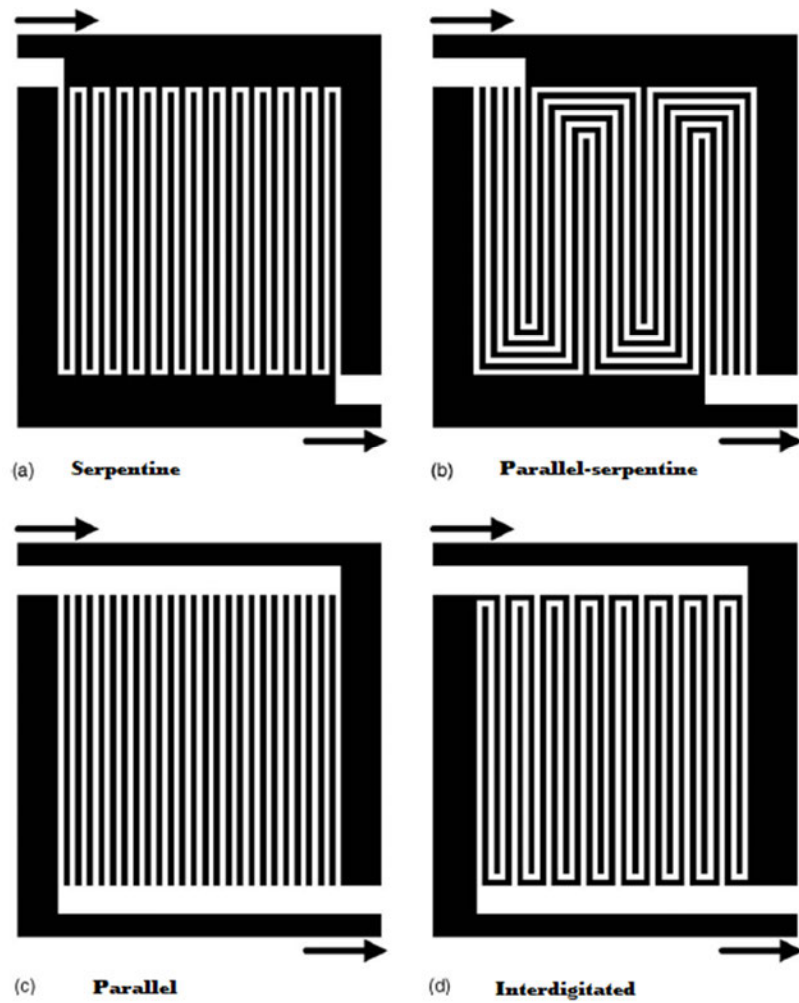 (a) Serpentine
(b) Parallel-serpentine
(c) Parallel
(d) Interdigitated